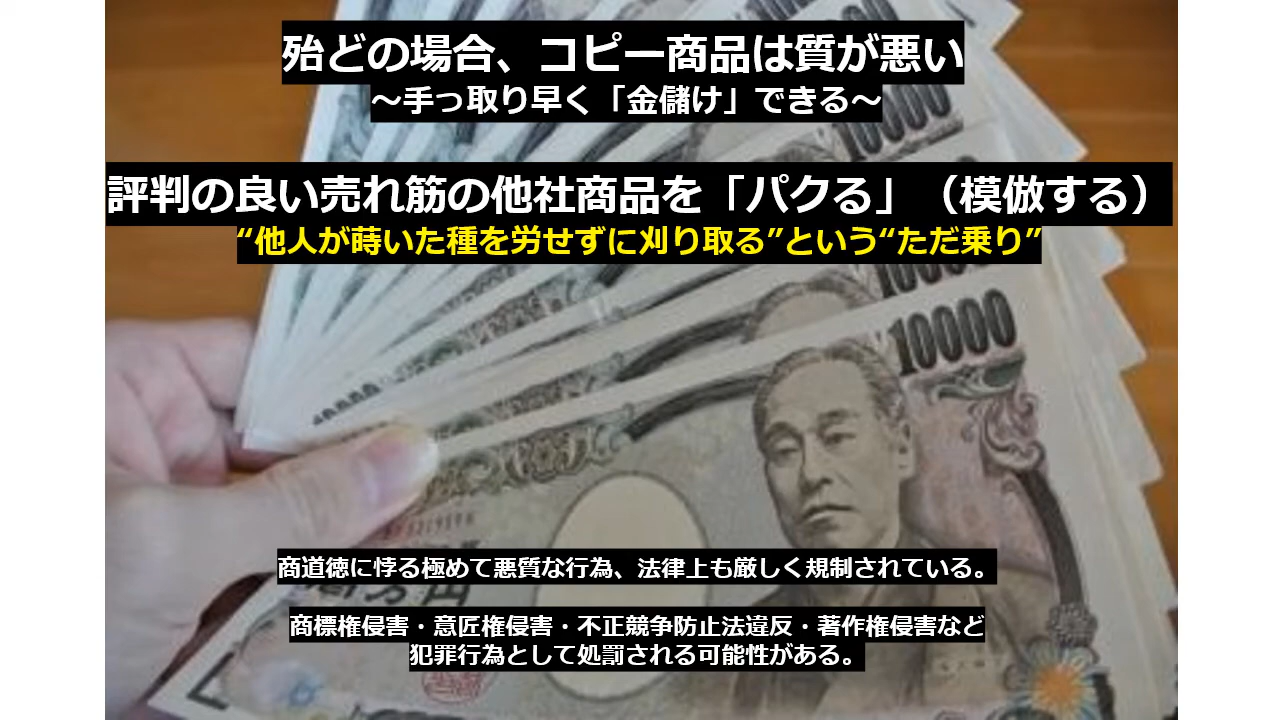 殆どの場合、コピー商品は質が悪い
～手っ取り早く「金儲け」できる～
評判の良い売れ筋の他社商品を「パクる」（模倣する）
“他人が蒔いた種を労せずに刈り取る”という“ただ乗り”
10000
10000
商道徳に悖る極めて悪質な行為、法律上も厳しく規制されている。
商標権侵害・意匠権侵害・不正競争防止法違反・著作権侵害など
犯罪行為として処罰される可能性がある。